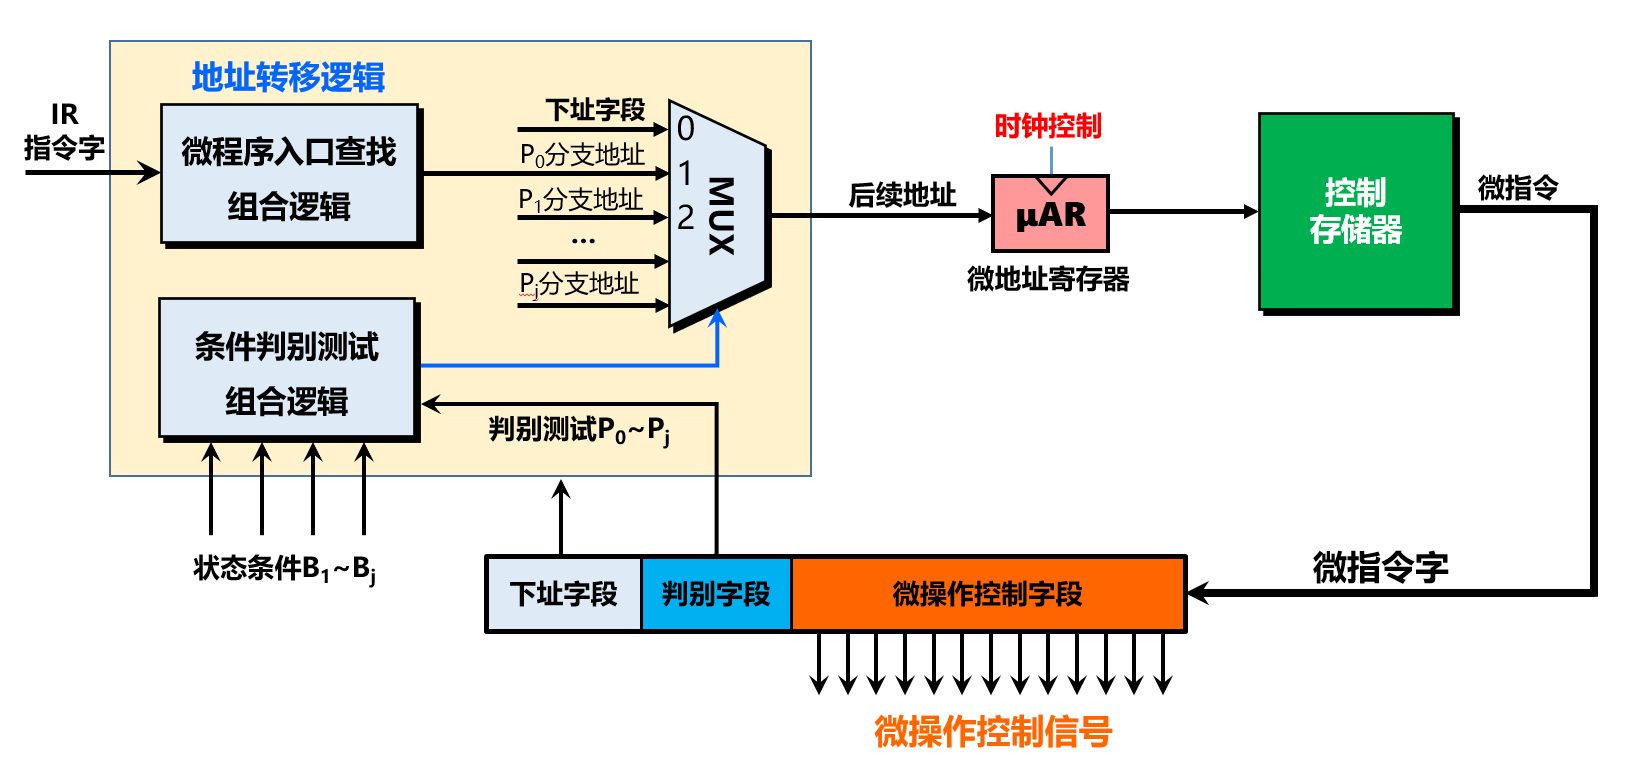 地址转移逻辑
IR
指令字
微程序入口查找
组合逻辑
下址字段
P0分支地址
P1分支地址
...
Pj分支地址
0
1
2
MUX
条件判别测试
组合逻辑
判别测试P0~Pj
状态条件B1~Bj
后续地址
时钟控制
μAR
微地址寄存器
控制
存储器
微指令
微指令字
下址字段
判别字段
微操作控制字段
微操作控制信号